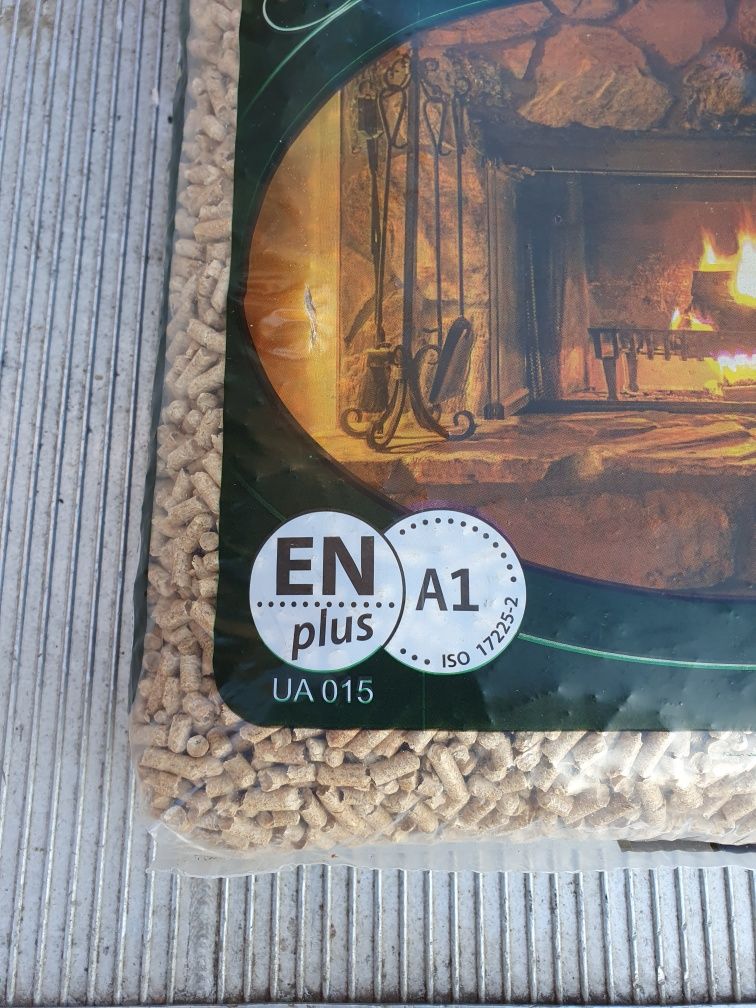 EN
plus
A1
ISO 17225-2
UA 015